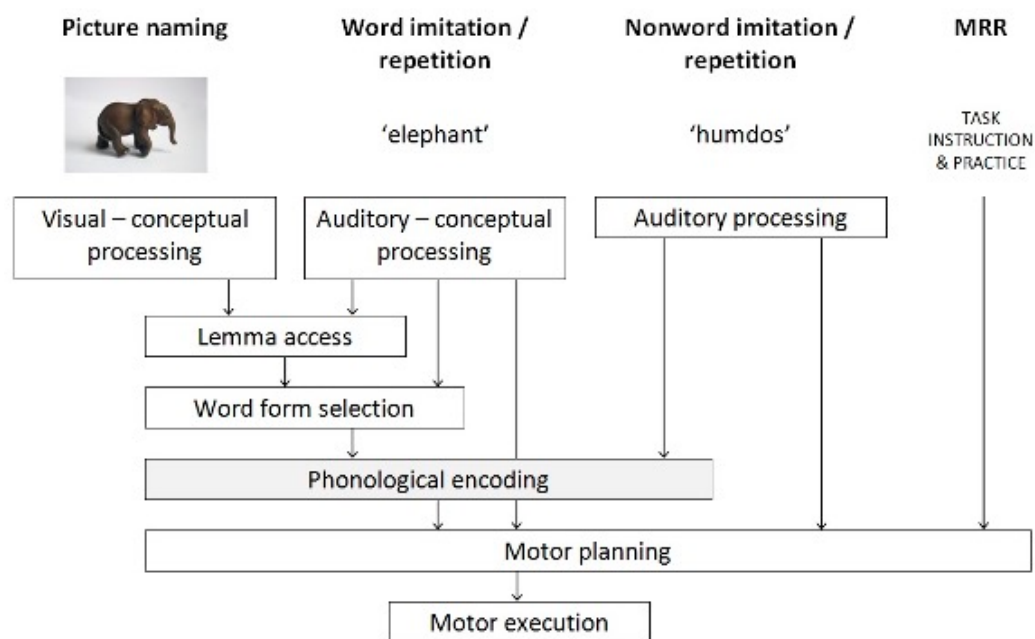 Picture naming
Word imitation /
repetition
Nonword imitation /
repetition
MRR
‘elephant’
‘humdos’
TASK
INSTRUCTION
& PRACTICE
Visual – conceptual
processing
Auditory – conceptual
processing
Auditory processing
Lemma access
Word form selection
Phonological encoding
Motor planning
Motor execution